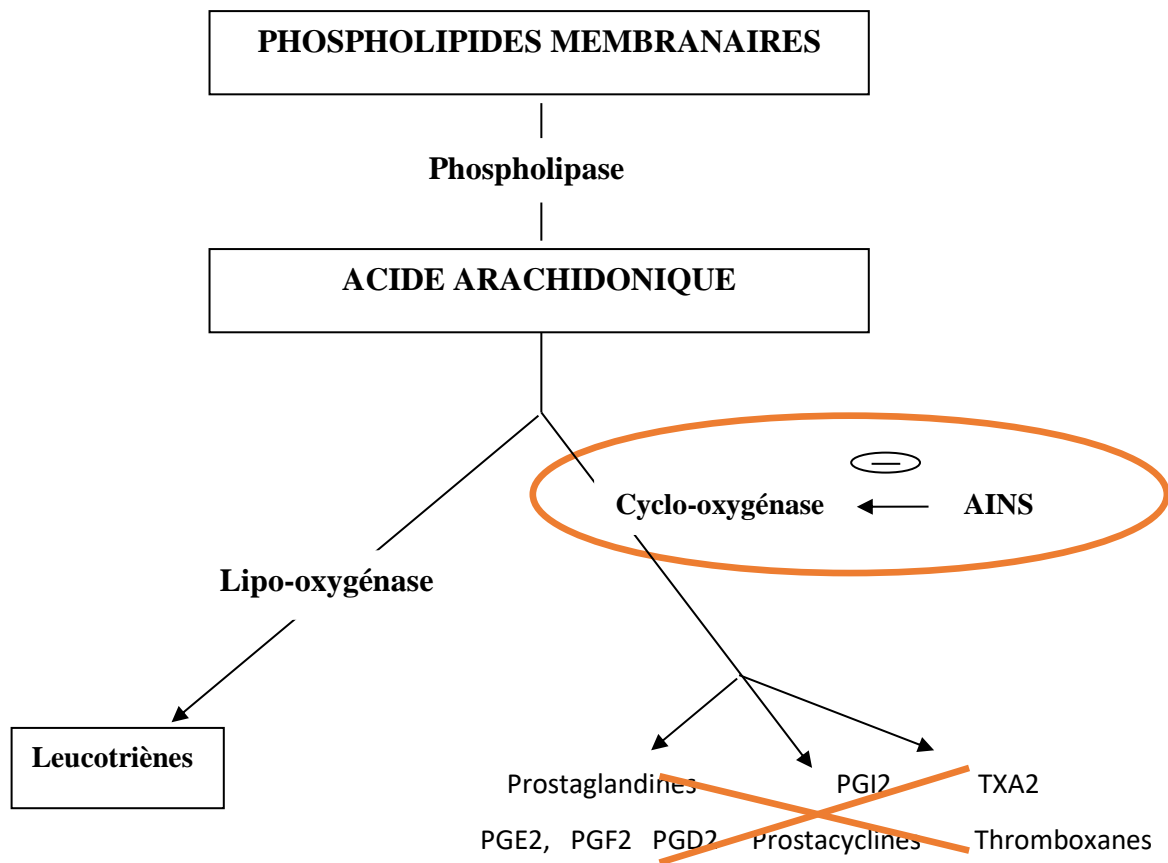 PHOSPHOLIPIDES MEMBRANAIRES
Phospholipase
ACIDE ARACHIDONIQUE
—
Cyclo-oxygénase AINS
Lipo-oxygénase
Leucotriènes
Prostaglandines PGI2 TXA2
PGE2, PGF2 PGD2 Prostacyclines Thromboxanes